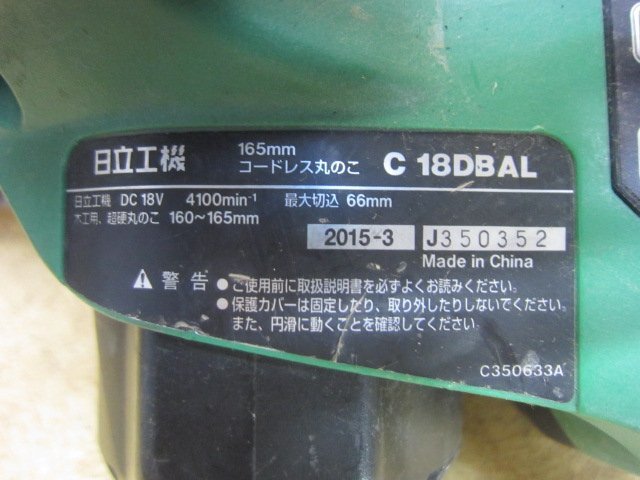 日立工機 165mm コードレス丸のこ C 18DBAL
日立工機 DC 18V 4100min-1 最大切込 66mm
木工用、超硬丸のこ 160～165mm
2015-3 J350352
Made in China
警告 ●ご使用前に取扱説明書を必ずよくお読みください。
●保護カバーは固定したり、取り外したりしないでください。
また、円滑に動くことを確認してください。
C350633A